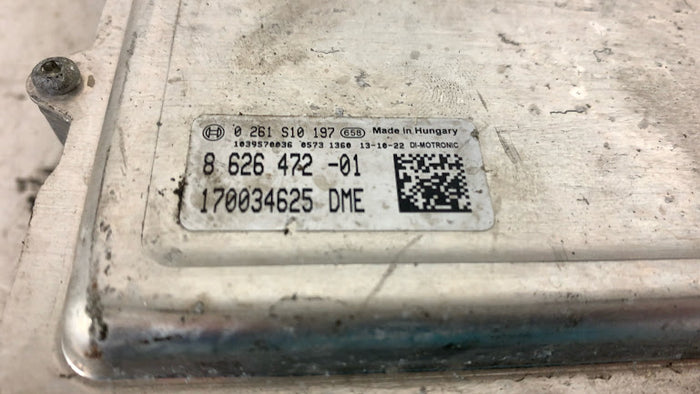 0 261 S10 197 658 Made in Hungary
1039S70036 0573 1360 13-10-22 DI-MOTRONIC
8 626 472 -01
170034625 DME